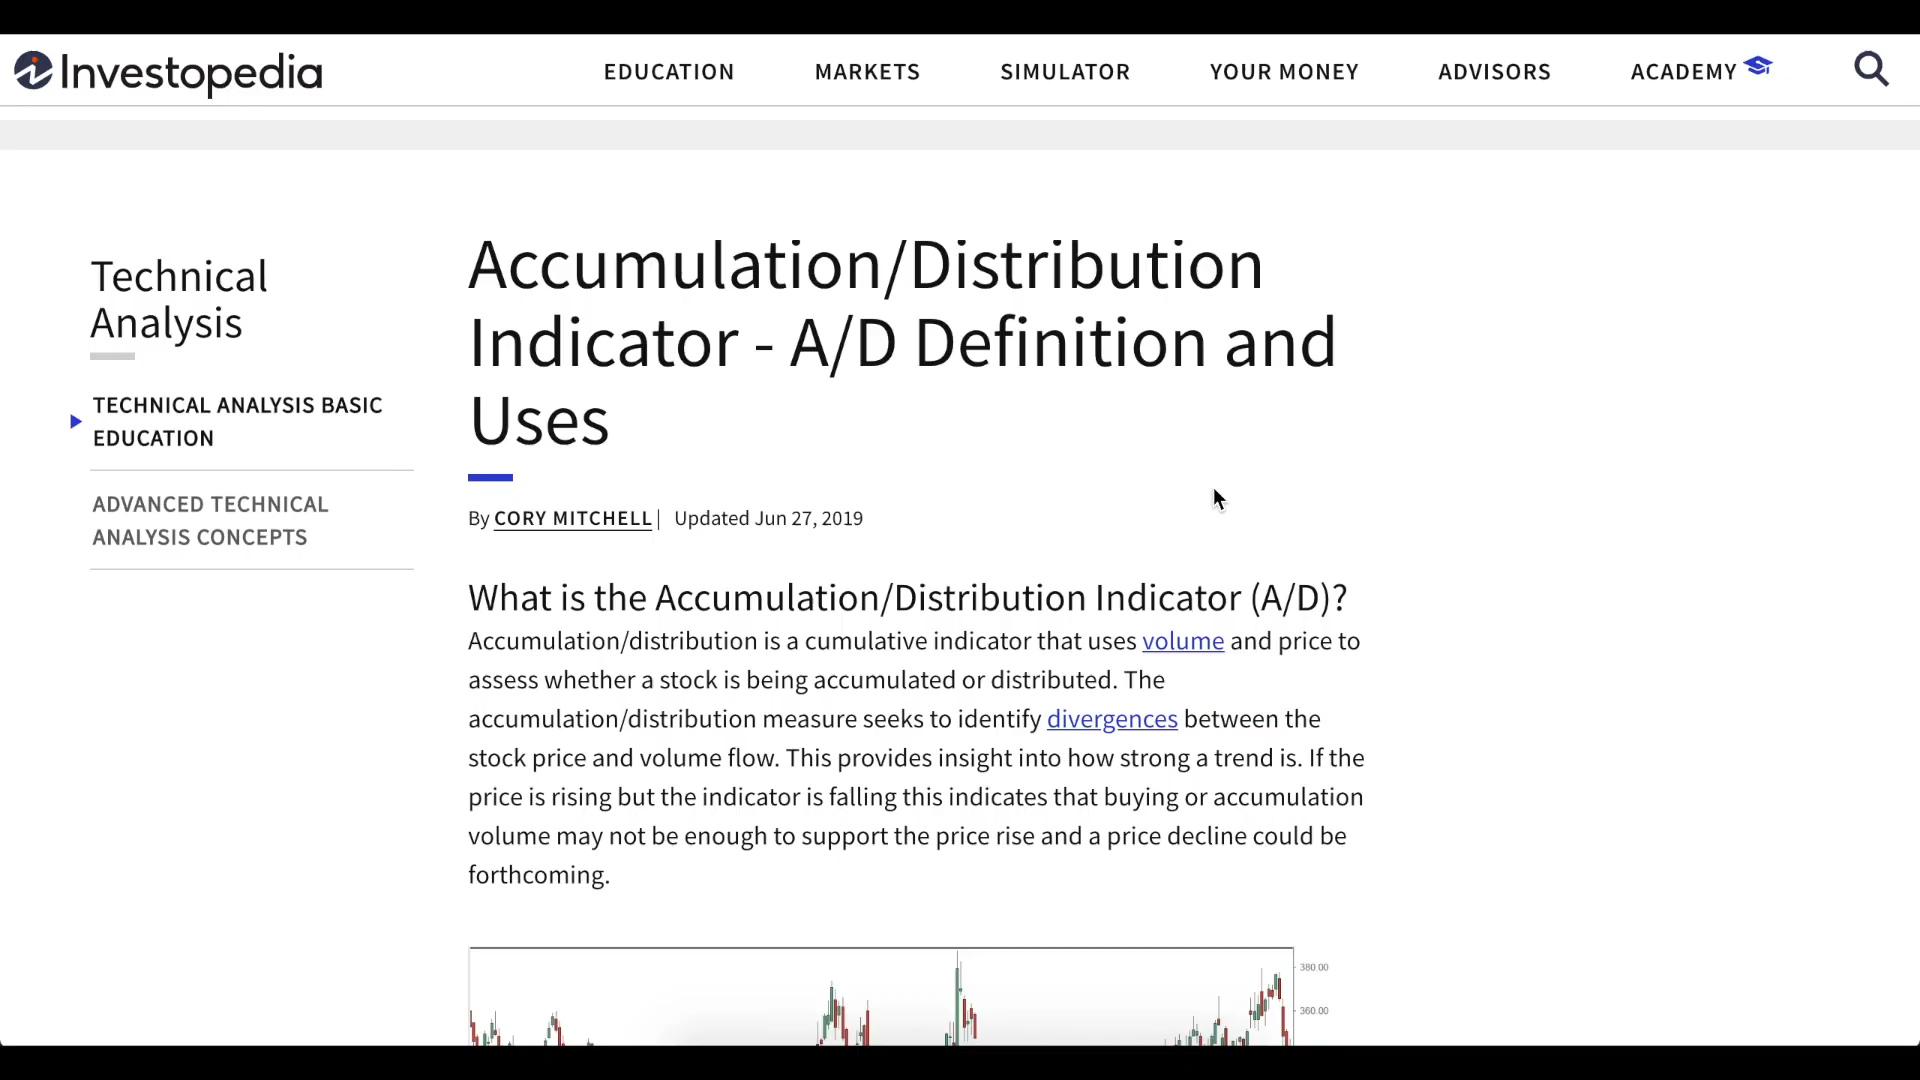 Investopedia
EDUCATION
MARKETS
SIMULATOR
YOUR MONEY
ADVISORS
ACADEMY
Technical
Analysis
TECHNICAL ANALYSIS BASIC
EDUCATION
ADVANCED TECHNICAL
ANALYSIS CONCEPTS
Accumulation/Distribution
Indicator - A/D Definition and
Uses
By CORY MITCHELL | Updated Jun 27, 2019
What is the Accumulation/Distribution Indicator (A/D)?
Accumulation/distribution is a cumulative indicator that uses volume and price to
assess whether a stock is being accumulated or distributed. The
accumulation/distribution measure seeks to identify divergences between the
stock price and volume flow. This provides insight into how strong a trend is. If the
price is rising but the indicator is falling this indicates that buying or accumulation
volume may not be enough to support the price rise and a price decline could be
forthcoming.
380.00
360.00